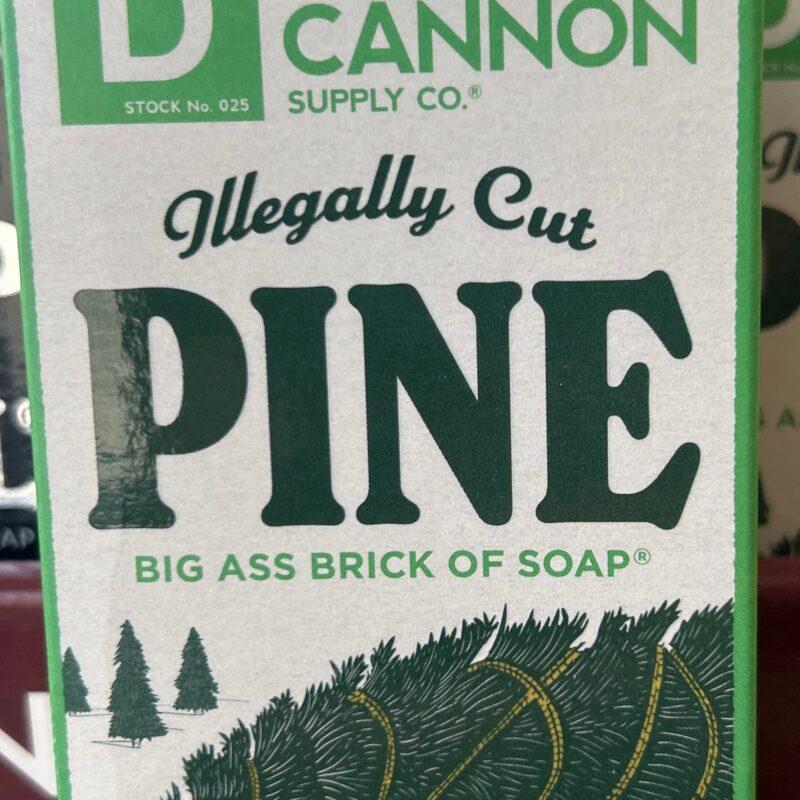 D
CANNON
STOCK No. 025
SUPPLY CO.®
Illegally Cut
PINE
BIG ASS BRICK OF SOAP®